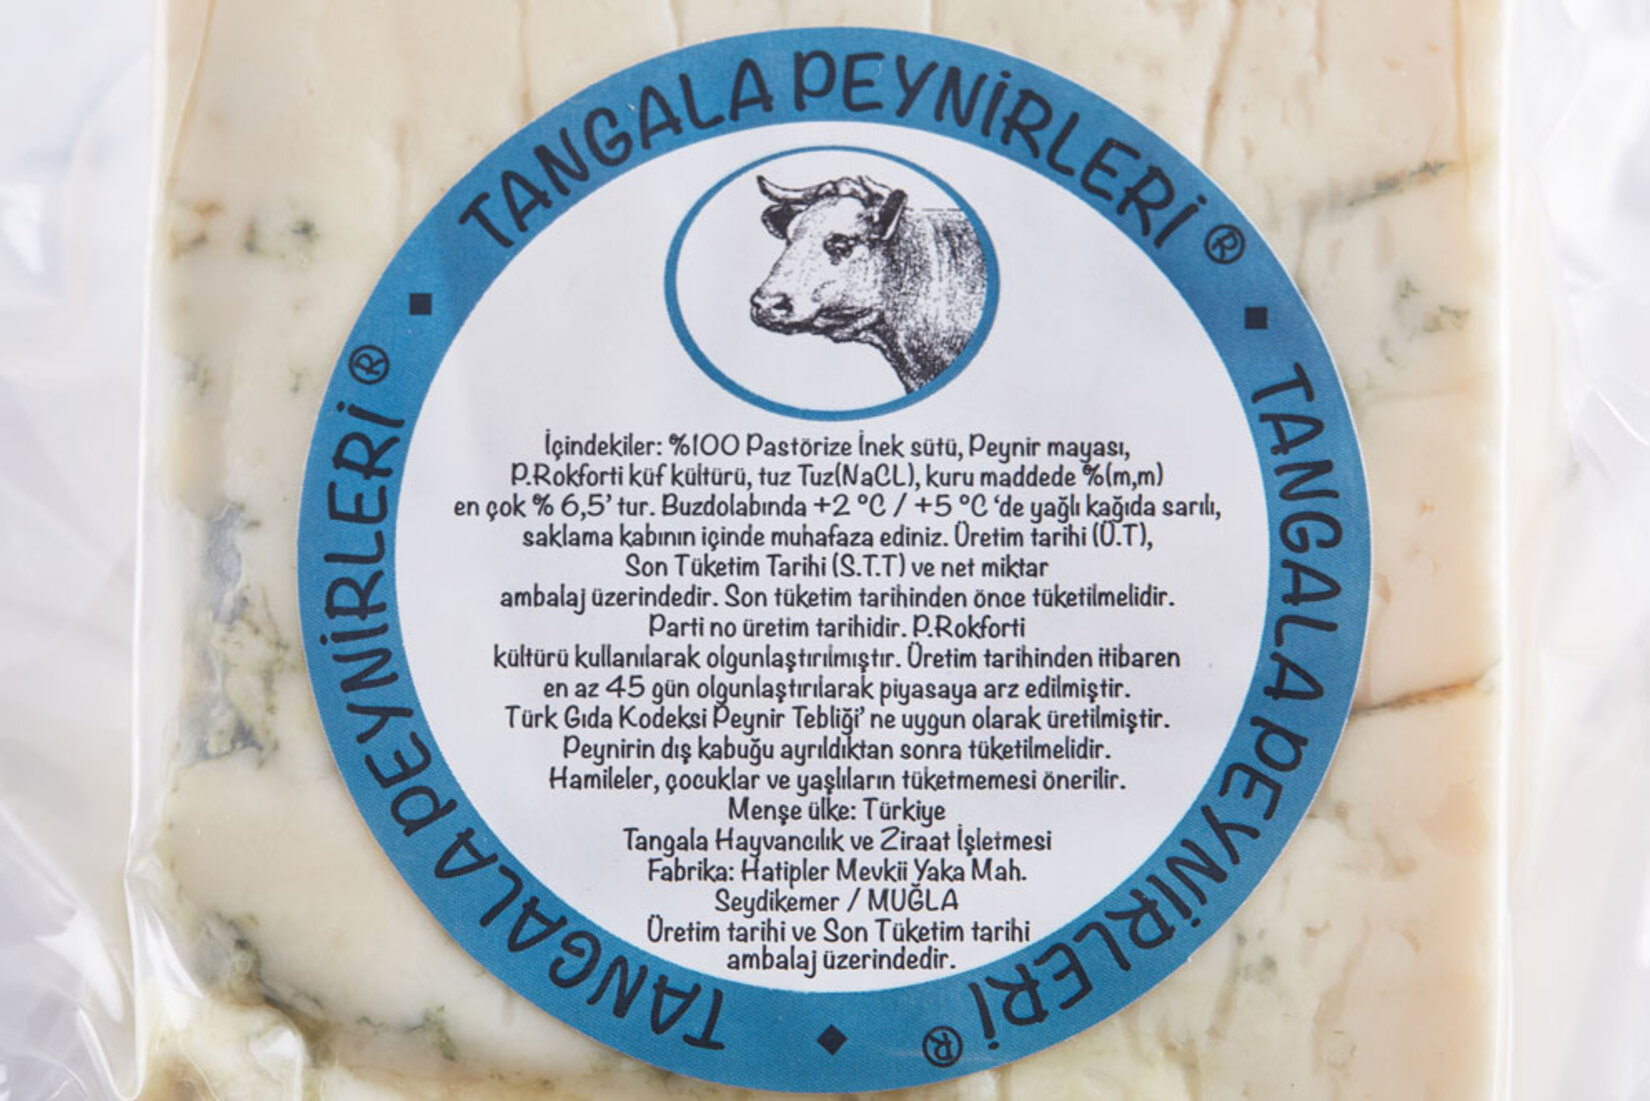 TANGALA PEYNİRLERİ ®
TANGALA PEYNİRLERİ ®
TANGALA PEYNİRLERİ ®
İçindekiler: %100 Pastörize İnek sütü, Peynir mayası,
P.Rokforti küf kültürü, tuz Tuz(NaCL), kuru maddede %(m,m)
en çok % 6,5' tur. Buzdolabında +2 °C / +5 °C 'de yağlı kağıda sarılı,
saklama kabının içinde muhafaza ediniz. Üretim tarihi (Ü.T),
Son Tüketim Tarihi (S.T.T) ve net miktar
ambalaj üzerindedir. Son tüketim tarihinden önce tüketilmelidir.
Parti no üretim tarihidir. P.Rokforti
kültürü kullanılarak olgunlaştırılmıştır. Üretim tarihinden itibaren
en az 45 gün olgunlaştırılarak piyasaya arz edilmiştir.
Türk Gıda Kodeksi Peynir Tebliği' ne uygun olarak üretilmiştir.
Peynirin dış kabuğu ayrıldıktan sonra tüketilmelidir.
Hamileler, çocuklar ve yaşlıların tüketmemesi önerilir.
Menşe ülke: Türkiye
Tangala Hayvancılık ve Ziraat İşletmesi
Fabrika: Hatipler Mevkii Yaka Mah.
Seydikemer / MUĞLA
Üretim tarihi ve Son Tüketim tarihi
ambalaj üzerindedir.